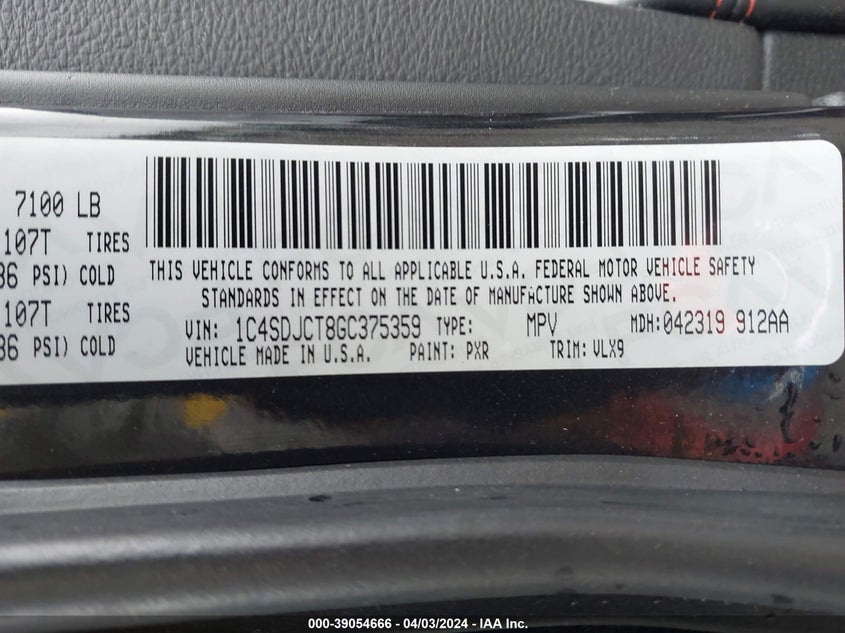 7100 LB
107T TIRES
36 PSI) COLD
107T TIRES
36 PSI) COLD
THIS VEHICLE CONFORMS TO ALL APPLICABLE U.S.A. FEDERAL MOTOR VEHICLE SAFETY
STANDARDS IN EFFECT ON THE DATE OF MANUFACTURE SHOWN ABOVE.
VIN: 1C4SDJCT8GC375359 TYPE: MPV MDH:042319 912AA
VEHICLE MADE IN U.S.A. PAINT: PXR TRIM: VLX9
000-39054666 - 04/03/2024 - IAA Inc.